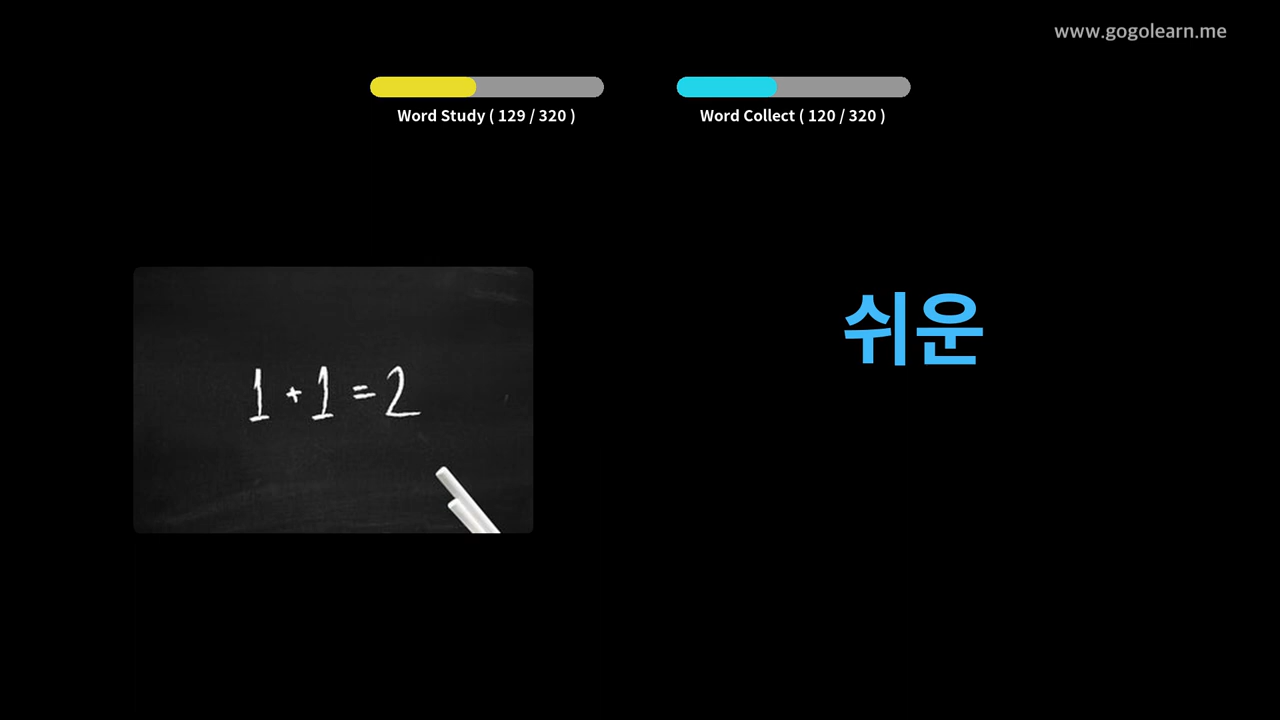 www.gogolearn.me
Word Study ( 129 / 320 )
Word Collect ( 120 / 320 )
1 + 1 = 2
쉬운